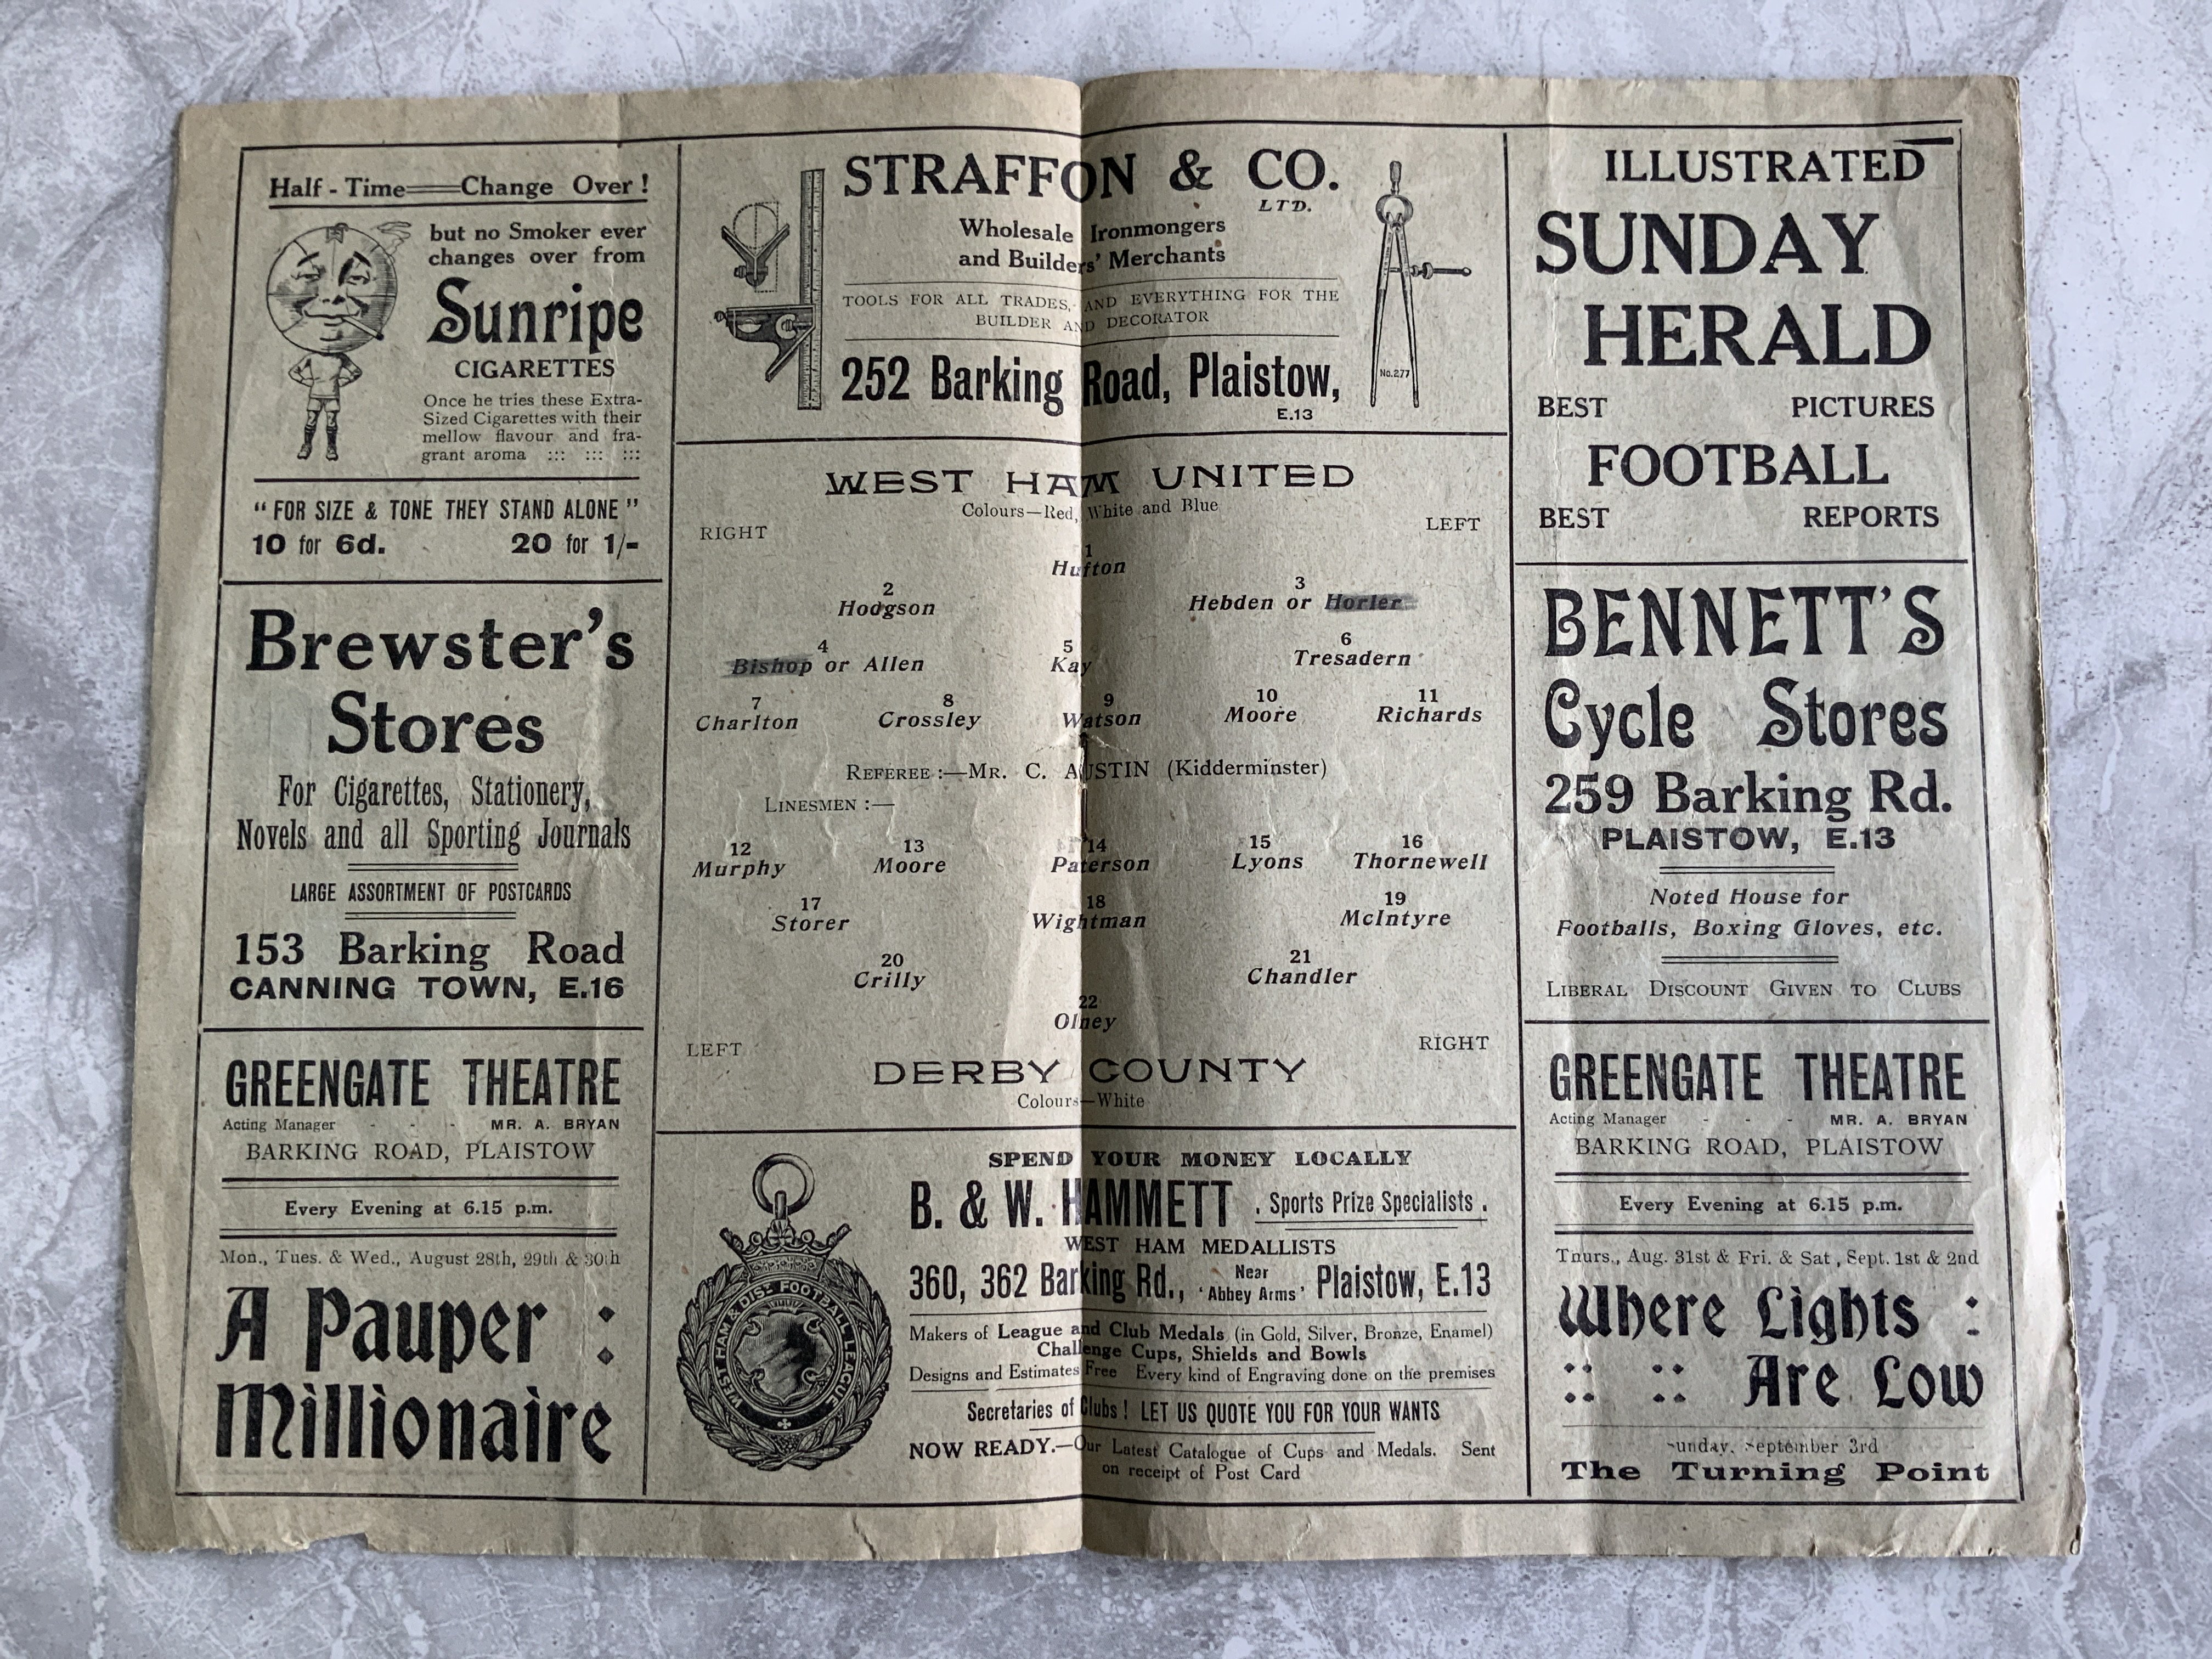 Half - Time Change Over !
but no Smoker ever
changes over from
Sunripe
CIGARETTES
Once he tries these Extra-
Sized Cigarettes with their
mellow flavour and fra-
grant aroma ::: ::: :::
" FOR SIZE & TONE THEY STAND ALONE "
10 for 6d. 20 for 1/-
Brewster's
Stores
For Cigarettes, Stationery,
Novels and all Sporting Journals
LARGE ASSORTMENT OF POSTCARDS
153 Barking Road
CANNING TOWN, E.16
GREENGATE THEATRE
Acting Manager - - - MR. A. BRYAN
BARKING ROAD, PLAISTOW
Every Evening at 6.15 p.m.
Mon., Tues. & Wed., August 28th, 29th & 30th
A Pauper :
Millionaire
STRAFFON & CO.
LTD.
Wholesale Ironmongers
and Builders' Merchants
TOOLS FOR ALL TRADES, AND EVERYTHING FOR THE
BUILDER AND DECORATOR
252 Barking Road, Plaistow,
E.13
No.277
WEST HAM UNITED
Colours—Red, White and Blue
RIGHT LEFT
1
Hufton
2 3
Hodgson Hebden or Horler
4 5 6
Bishop or Allen Kay Tresadern
7 8 9 10 11
Charlton Crossley Watson Moore Richards
REFEREE :—MR. C. AUSTIN (Kidderminster)
LINESMEN :—
12 13 14 15 16
Murphy Moore Paterson Lyons Thornewell
17 18 19
Storer Wightman McIntyre
20 21
Crilly Chandler
22
Olney
LEFT RIGHT
DERBY COUNTY
Colours—White
SPEND YOUR MONEY LOCALLY
B. & W. HAMMETT . Sports Prize Specialists .
WEST HAM MEDALLISTS
360, 362 Barking Rd., Near 'Abbey Arms' Plaistow, E.13
Makers of League and Club Medals (in Gold, Silver, Bronze, Enamel)
Challenge Cups, Shields and Bowls
Designs and Estimates Free Every kind of Engraving done on the premises
Secretaries of Clubs ! LET US QUOTE YOU FOR YOUR WANTS
NOW READY.—Our Latest Catalogue of Cups and Medals. Sent
on receipt of Post Card
WEST HAM & DIST FOOTBALL LEAGUE
ILLUSTRATED
SUNDAY
HERALD
BEST PICTURES
FOOTBALL
BEST REPORTS
BENNETT'S
Cycle Stores
259 Barking Rd.
PLAISTOW, E.13
Noted House for
Footballs, Boxing Gloves, etc.
LIBERAL DISCOUNT GIVEN TO CLUBS
GREENGATE THEATRE
Acting Manager - - - MR. A. BRYAN
BARKING ROAD, PLAISTOW
Every Evening at 6.15 p.m.
Thurs., Aug. 31st & Fri. & Sat, Sept. 1st & 2nd
Where Lights :
:: :: Are Low
Sunday, September 3rd
The Turning Point